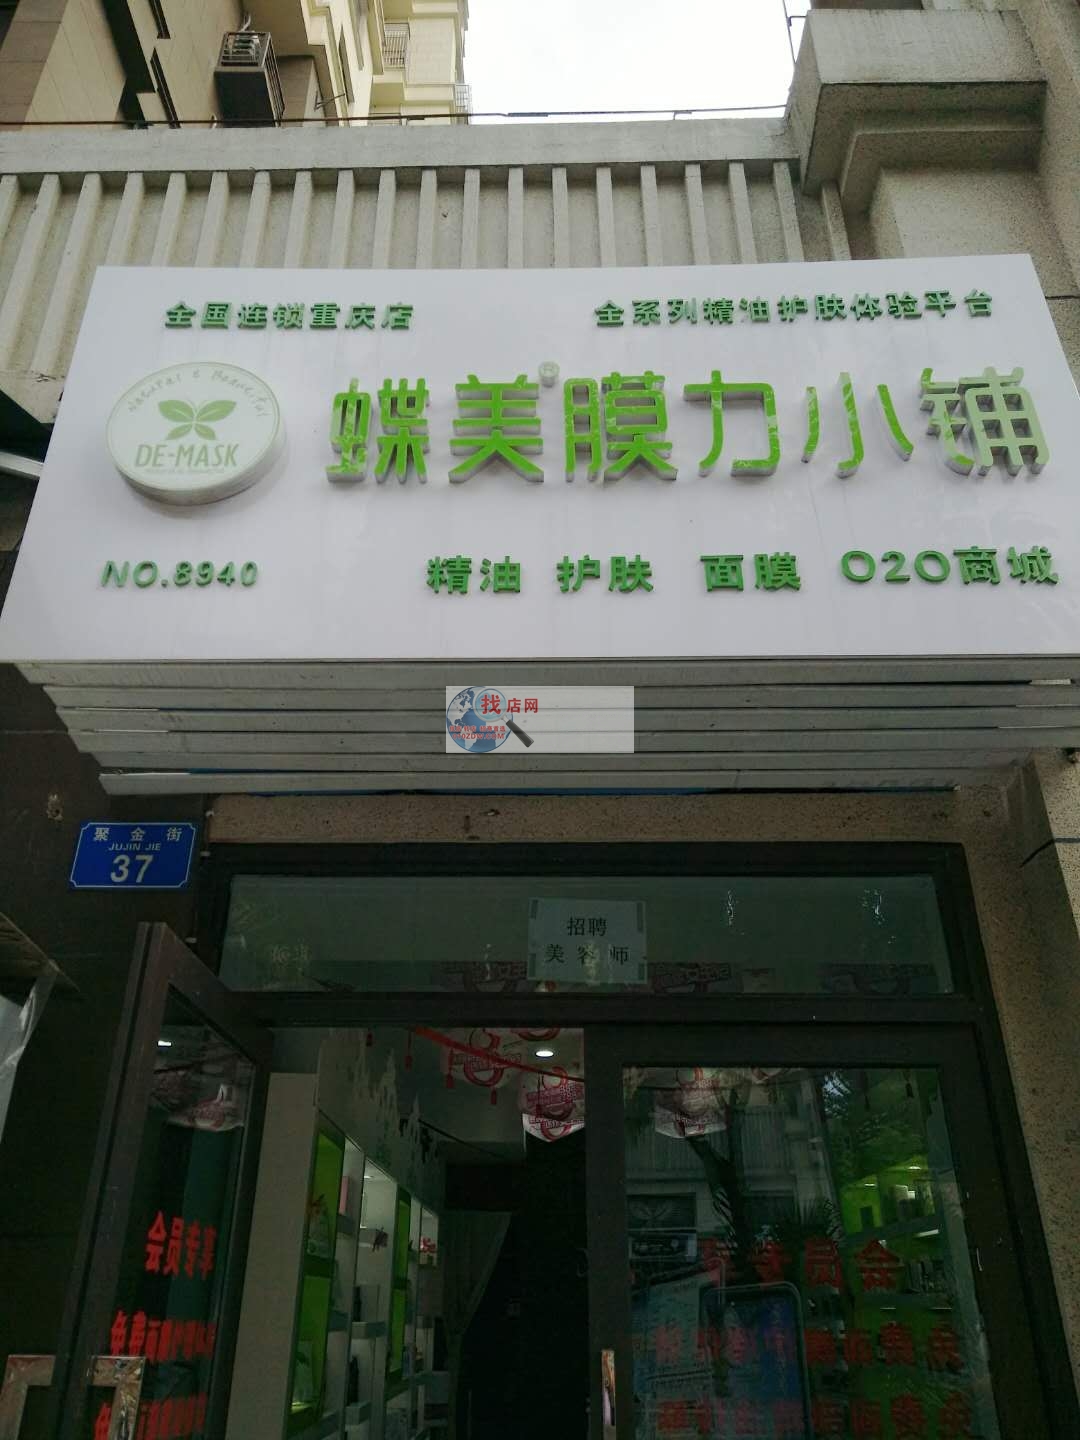 全国连锁重庆店
全系列精油护肤体验平台
Natural & Beautiful
DE-MASK
蝶美®膜力小铺
NO.8940
精油 护肤 面膜 O2O商城
找店网
聚金街
JUJIN JIE
37
招聘
美容师
会员专享
会员专